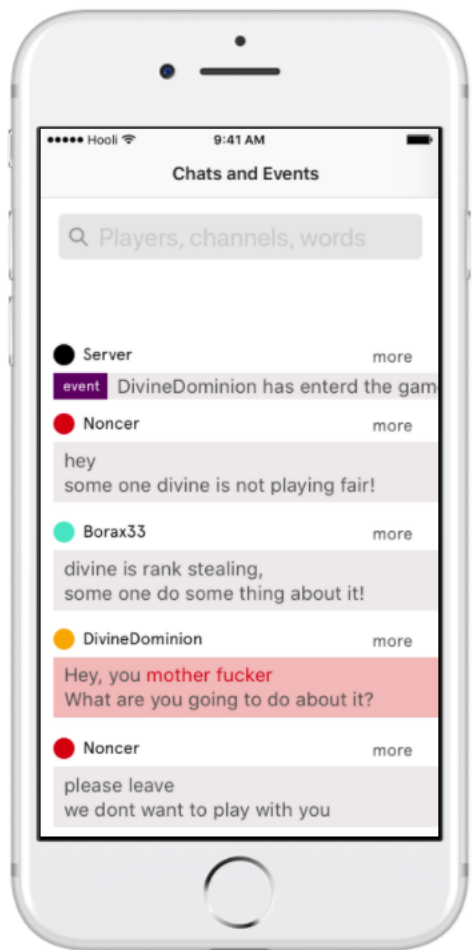 Hooli 9:41 AM
Chats and Events
Players, channels, words
Server more
event DivineDominion has enterd the gam
Noncer more
hey
some one divine is not playing fair!
Borax33 more
divine is rank stealing,
some one do some thing about it!
DivineDominion more
Hey, you mother fucker
What are you going to do about it?
Noncer more
please leave
we dont want to play with you